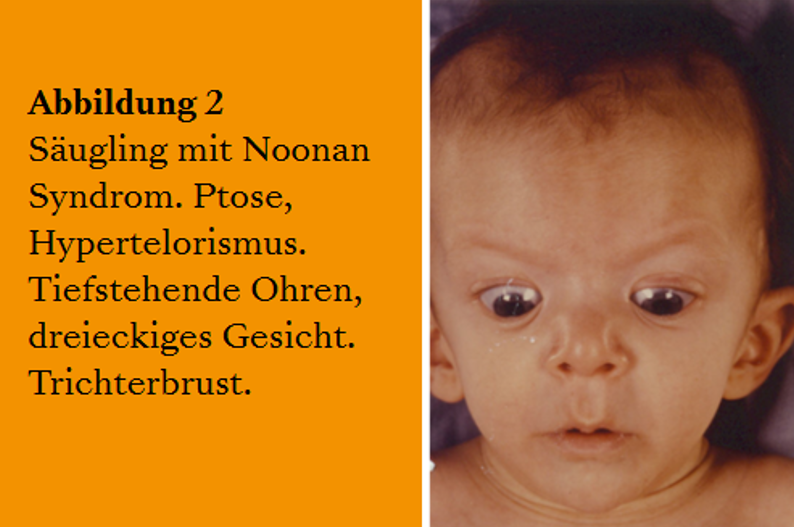 Abbildung 2
Säugling mit Noonan
Syndrom. Ptose,
Hypertelorismus.
Tiefstehende Ohren,
dreieckiges Gesicht.
Trichterbrust.